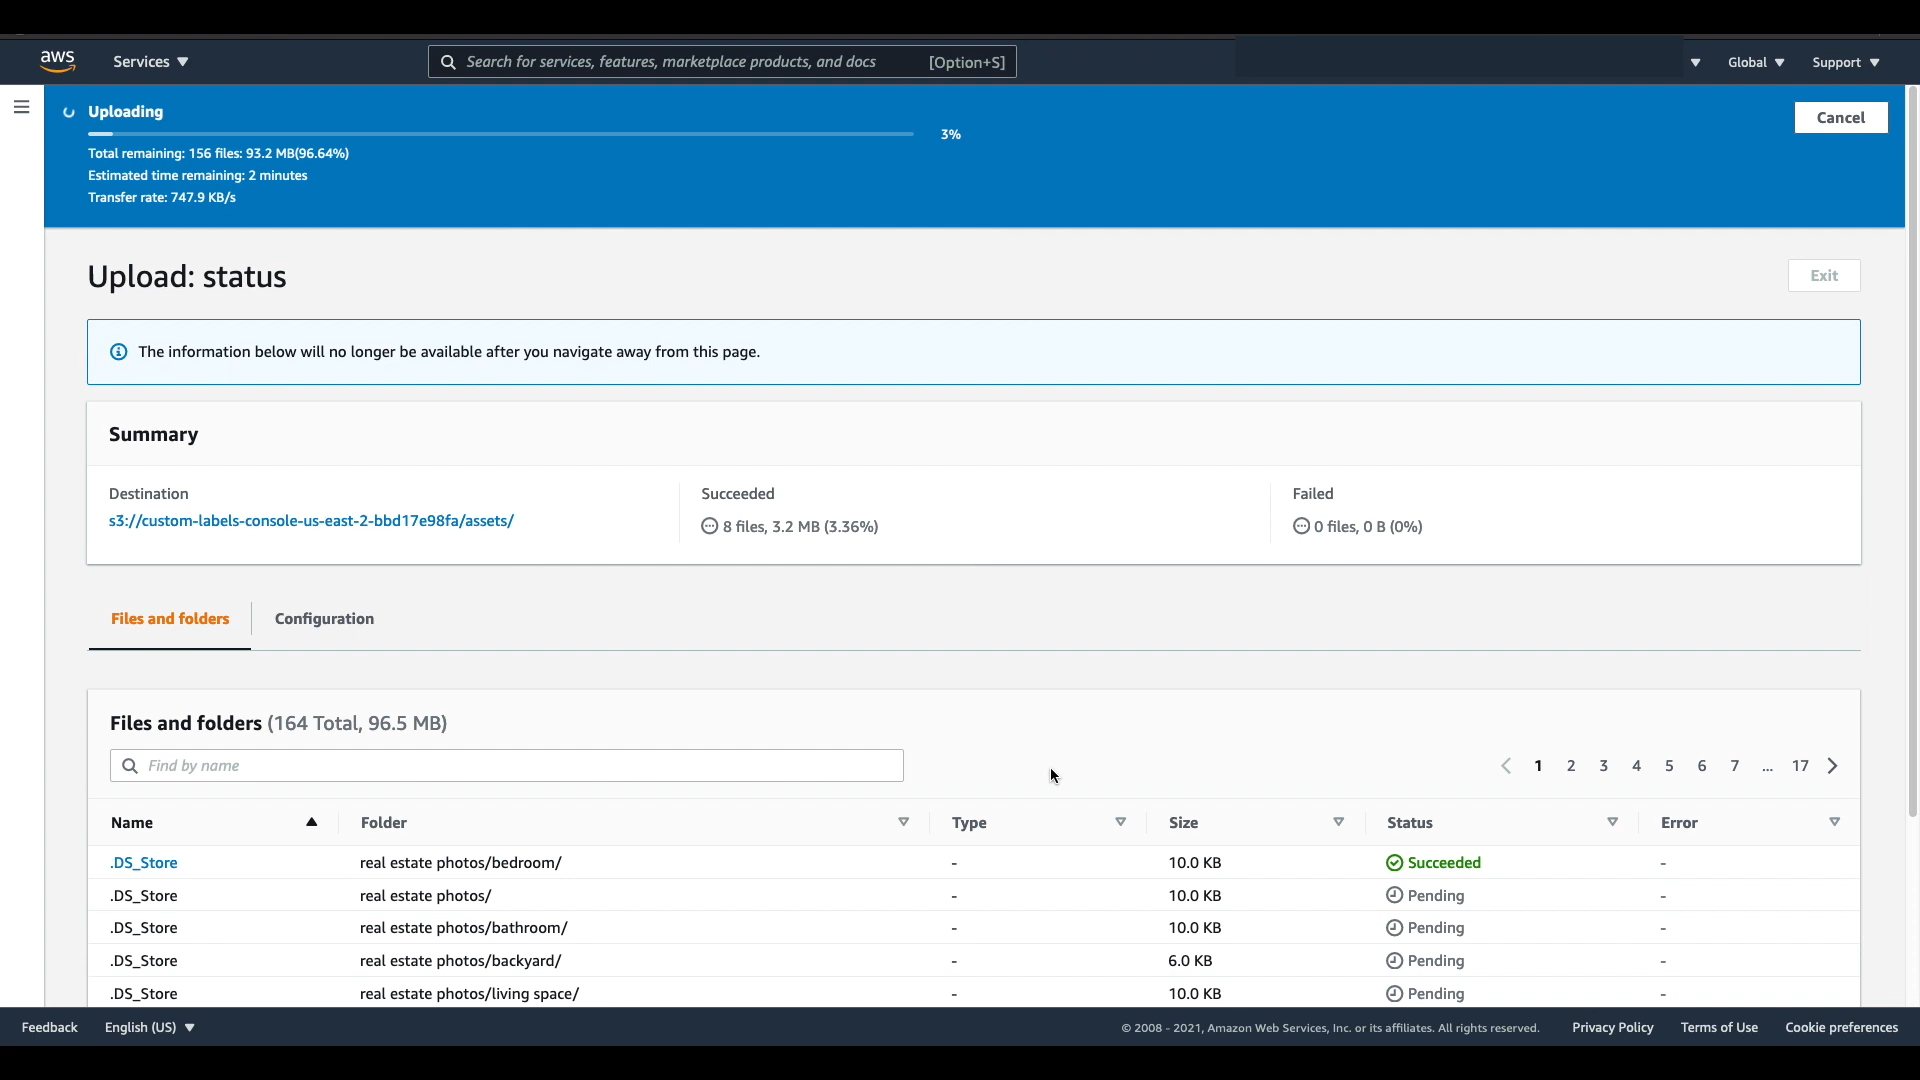 aws Services Search for services, features, marketplace products, and docs [Option+S] Global Support
Uploading
3%
Cancel
Total remaining: 156 files: 93.2 MB(96.64%)
Estimated time remaining: 2 minutes
Transfer rate: 747.9 KB/s
Upload: status
Exit
The information below will no longer be available after you navigate away from this page.
Summary
Destination Succeeded Failed
s3://custom-labels-console-us-east-2-bbd17e98fa/assets/ 8 files, 3.2 MB (3.36%) 0 files, 0 B (0%)
Files and folders Configuration
Files and folders (164 Total, 96.5 MB)
Find by name 1 2 3 4 5 6 7 ... 17
Name Folder Type Size Status Error
.DS_Store real estate photos/bedroom/ - 10.0 KB Succeeded -
.DS_Store real estate photos/ - 10.0 KB Pending -
.DS_Store real estate photos/bathroom/ - 10.0 KB Pending -
.DS_Store real estate photos/backyard/ - 6.0 KB Pending -
.DS_Store real estate photos/living space/ - 10.0 KB Pending -
Feedback English (US) © 2008 - 2021, Amazon Web Services, Inc. or its affiliates. All rights reserved. Privacy Policy Terms of Use Cookie preferences